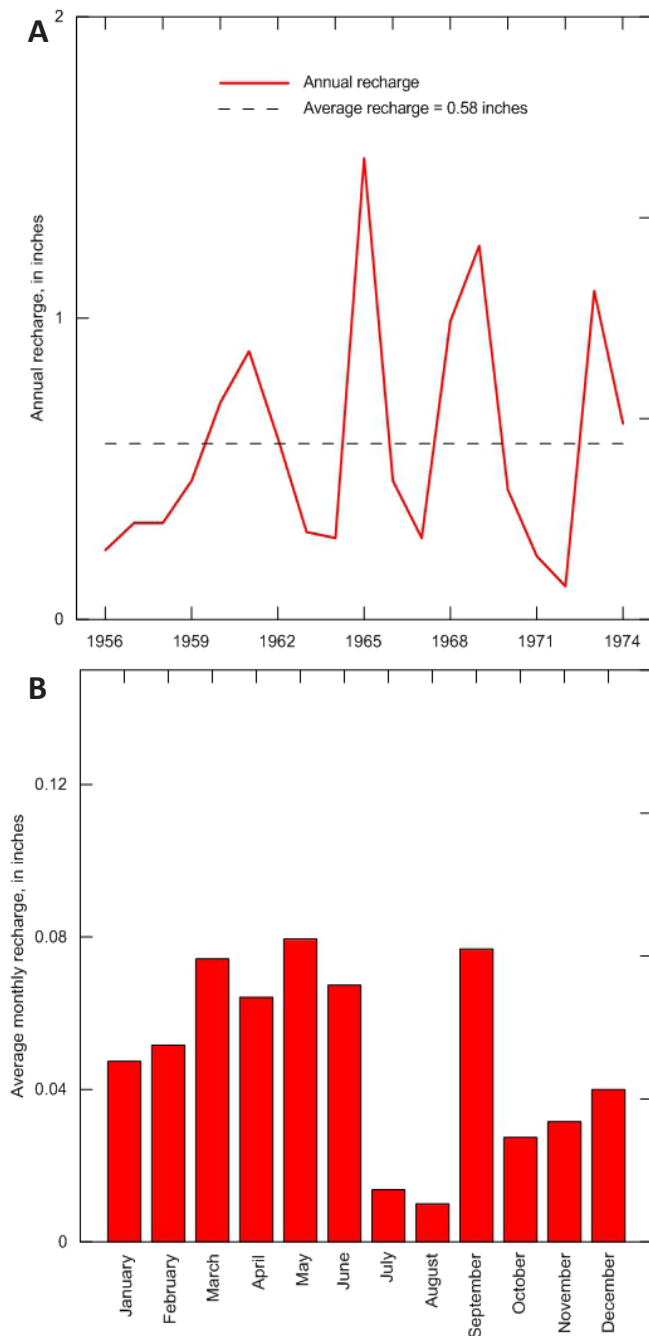 A
2
Annual recharge
Average recharge = 0.58 inches
Annual recharge, in inches
1
0
1956 1959 1962 1965 1968 1971 1974
B
0.12
Average monthly recharge, in inches
0.08
0.04
0
January
February
March
April
May
June
July
August
September
October
November
December